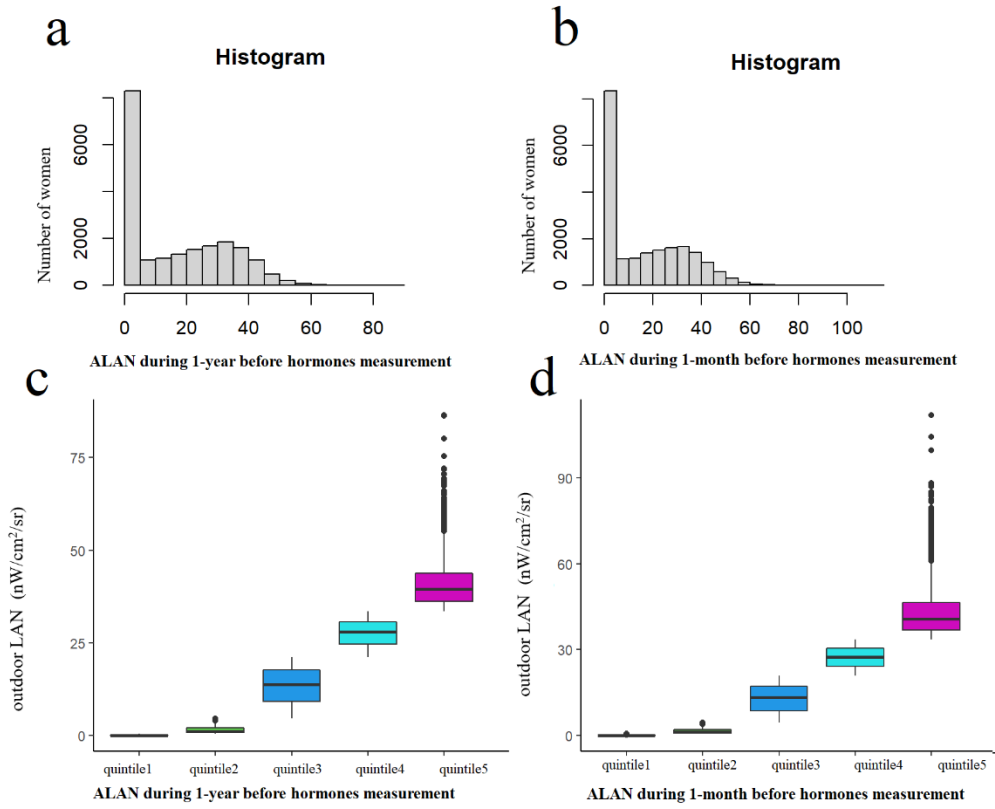 a
Histogram
Number of women
6000
2000
0
0 20 40 60 80
ALAN during 1-year before hormones measurement
b
Histogram
Number of women
6000
2000
0
0 20 40 60 80 100
ALAN during 1-month before hormones measurement
c
outdoor LAN (nW/cm²/sr)
75
50
25
0
quintile1 quintile2 quintile3 quintile4 quintile5
ALAN during 1-year before hormones measurement
d
outdoor LAN (nW/cm²/sr)
90
60
30
0
quintile1 quintile2 quintile3 quintile4 quintile5
ALAN during 1-month before hormones measurement